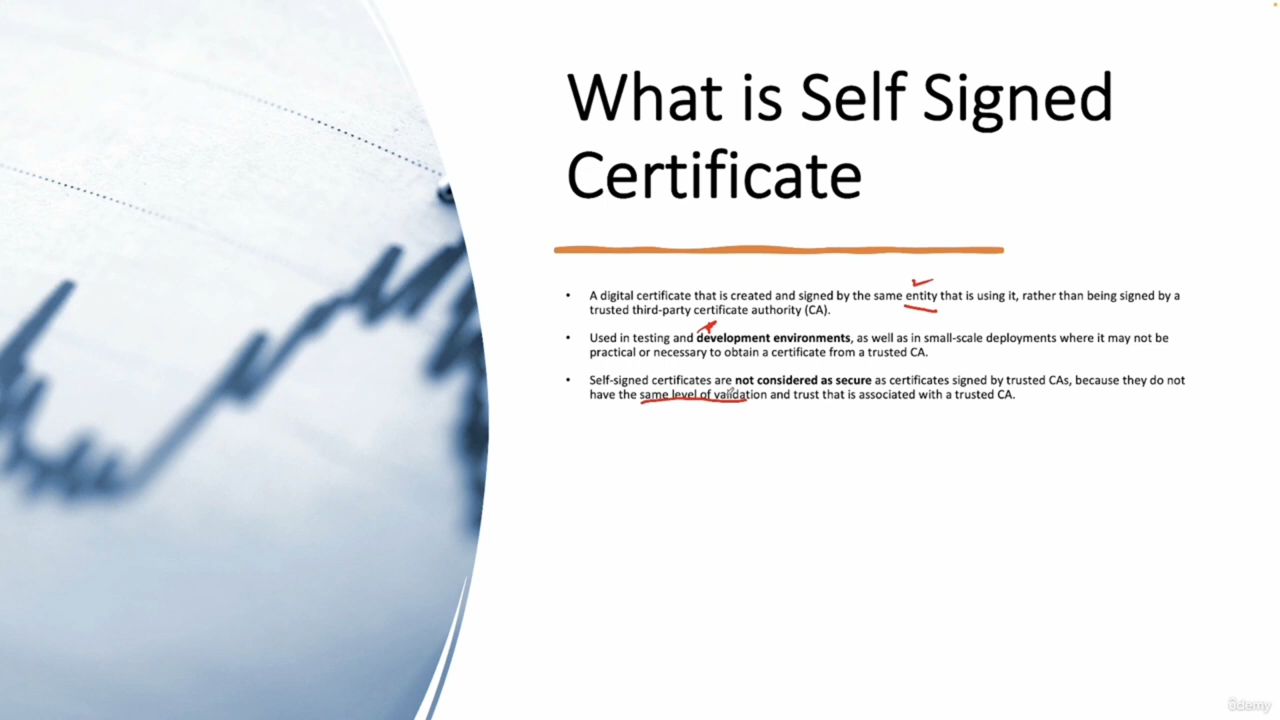 What is Self Signed
Certificate
• A digital certificate that is created and signed by the same entity that is using it, rather than being signed by a
trusted third-party certificate authority (CA).
• Used in testing and development environments, as well as in small-scale deployments where it may not be
practical or necessary to obtain a certificate from a trusted CA.
• Self-signed certificates are not considered as secure as certificates signed by trusted CAs, because they do not
have the same level of validation and trust that is associated with a trusted CA.
ûdemy